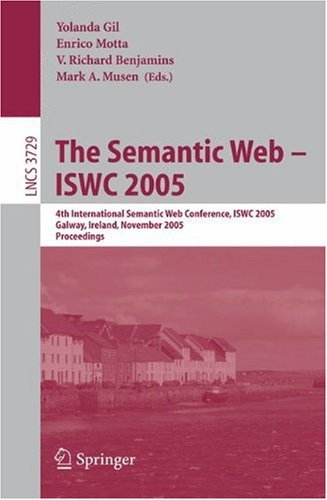 Yolanda Gil
Enrico Motta
V. Richard Benjamins
Mark A. Musen (Eds.)
LNCS 3729
The Semantic Web –
ISWC 2005
4th International Semantic Web Conference, ISWC 2005
Galway, Ireland, November 2005
Proceedings
Springer